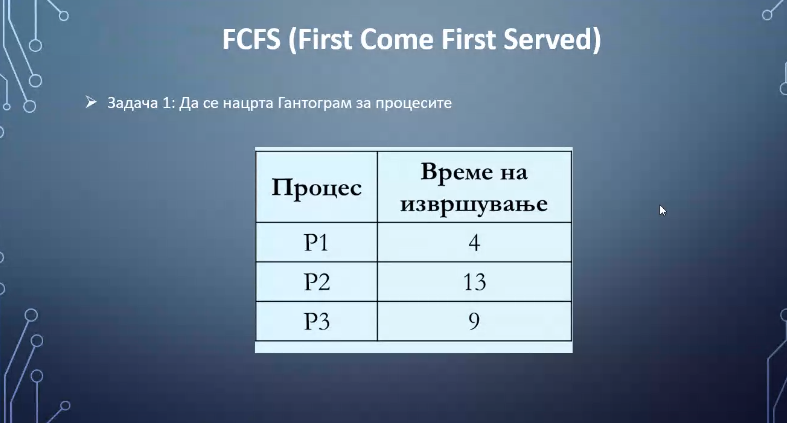 FCFS (First Come First Served)
Задача 1: Да се нацрта Гантограм за процесите
Процес
Време на
извршување
P1 4
P2 13
P3 9